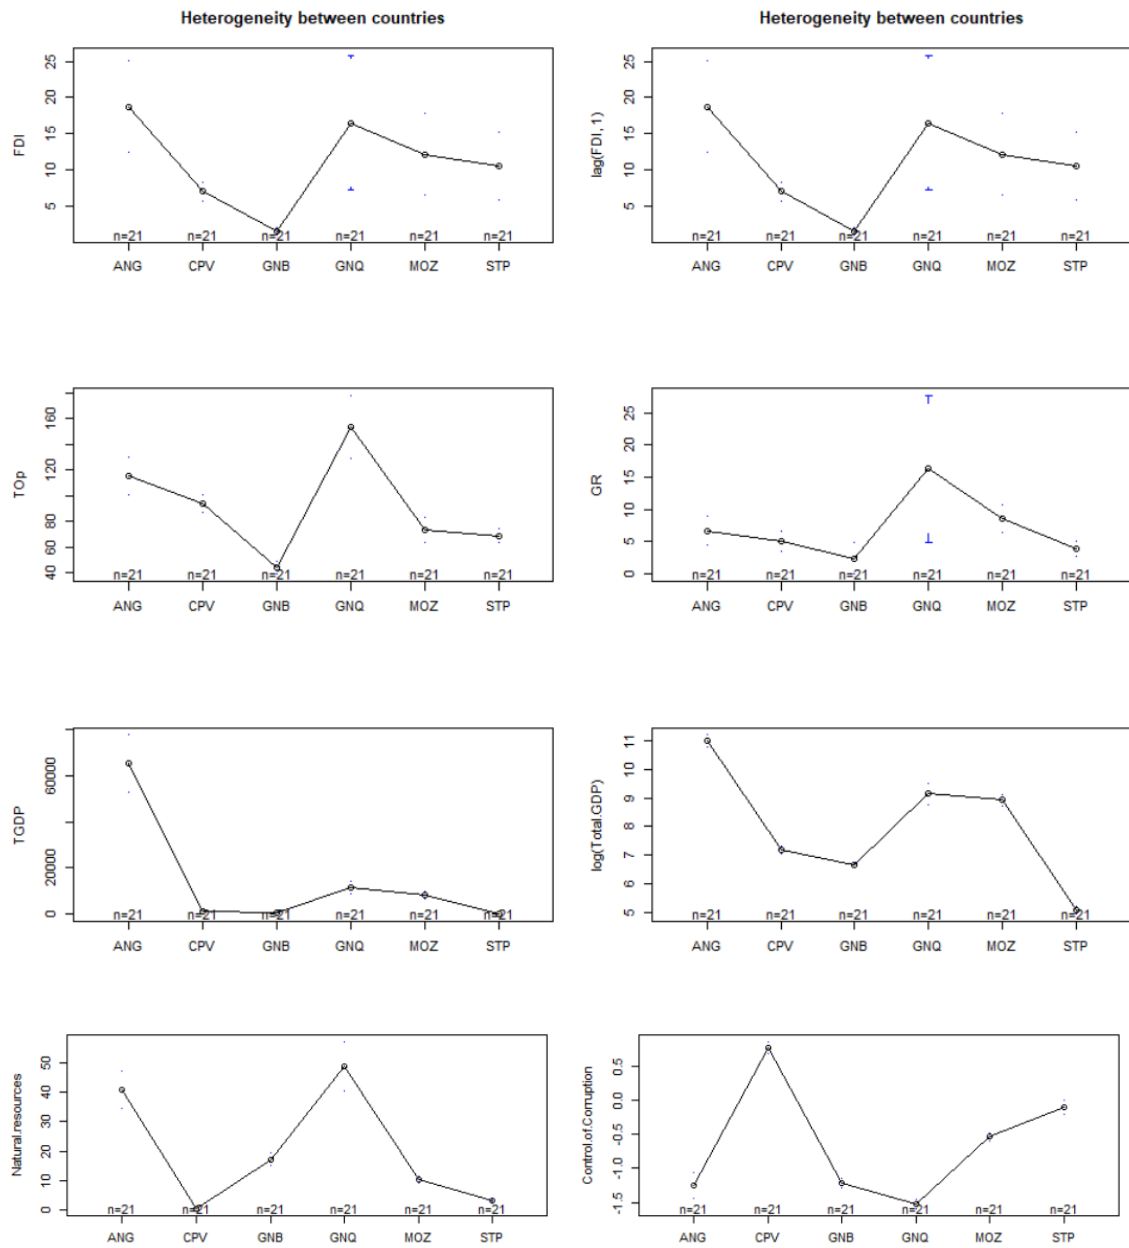 Heterogeneity between countries
FDI
25
20
15
10
5
n=21 n=21 n=21 n=21 n=21 n=21
ANG CPV GNB GNQ MOZ STP
Heterogeneity between countries
lag(FDI, 1)
25
20
15
10
5
n=21 n=21 n=21 n=21 n=21 n=21
ANG CPV GNB GNQ MOZ STP
TOp
160
120
80
60
40
n=21 n=21 n=21 n=21 n=21 n=21
ANG CPV GNB GNQ MOZ STP
GR
25
20
15
10
5
0
n=21 n=21 n=21 n=21 n=21 n=21
ANG CPV GNB GNQ MOZ STP
TGDP
60000
20000
0
n=21 n=21 n=21 n=21 n=21 n=21
ANG CPV GNB GNQ MOZ STP
log(Total.GDP)
11
10
9
8
7
6
5
n=21 n=21 n=21 n=21 n=21 n=21
ANG CPV GNB GNQ MOZ STP
Natural.resources
50
40
30
20
10
0
n=21 n=21 n=21 n=21 n=21 n=21
ANG CPV GNB GNQ MOZ STP
Control.of.Corruption
0.5
0.0
-0.5
-1.0
-1.5
n=21 n=21 n=21 n=21 n=21 n=21
ANG CPV GNB GNQ MOZ STP